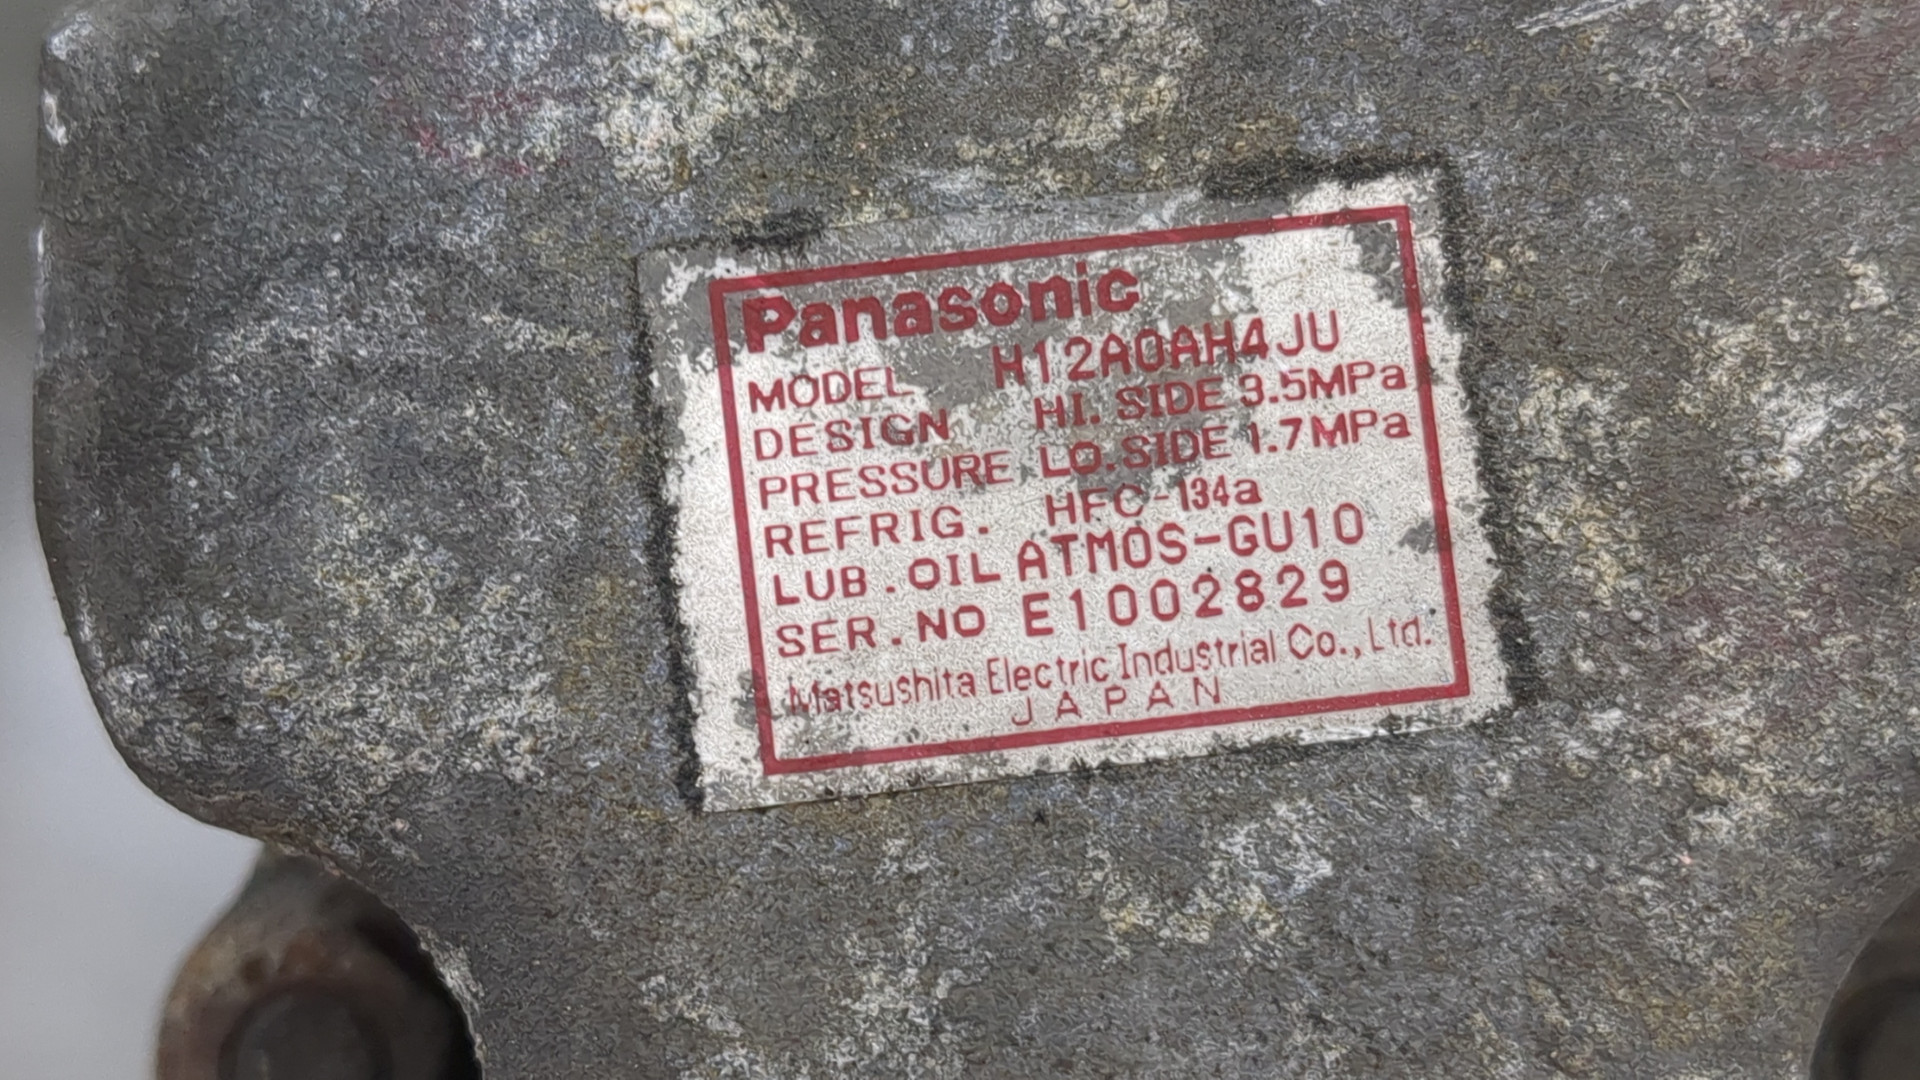 Panasonic
MODEL H12A0AH4JU
DESIGN HI. SIDE 3.5MPa
PRESSURE LO.SIDE 1.7MPa
REFRIG. HFC-134a
LUB.OIL ATMOS-GU10
SER.NO E1002829
Matsushita Electric Industrial Co., Ltd.
JAPAN